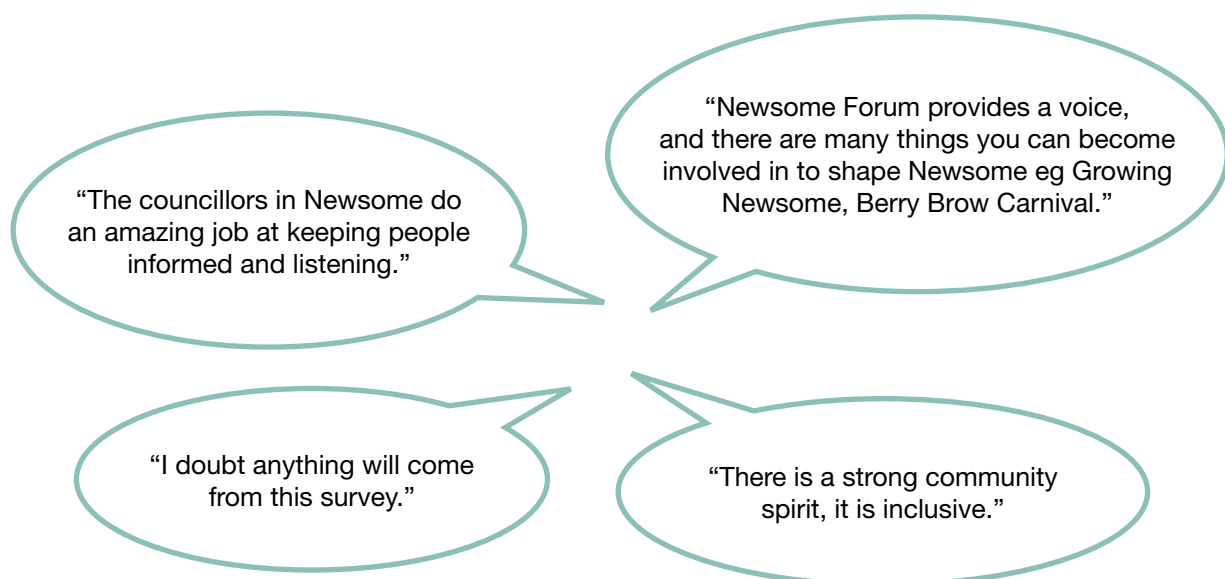 “Newsome Forum provides a voice,
and there are many things you can become
involved in to shape Newsome eg Growing
Newsome, Berry Brow Carnival.”
“The councillors in Newsome do
an amazing job at keeping people
informed and listening.”
“I doubt anything will come
from this survey.”
“There is a strong community
spirit, it is inclusive.”